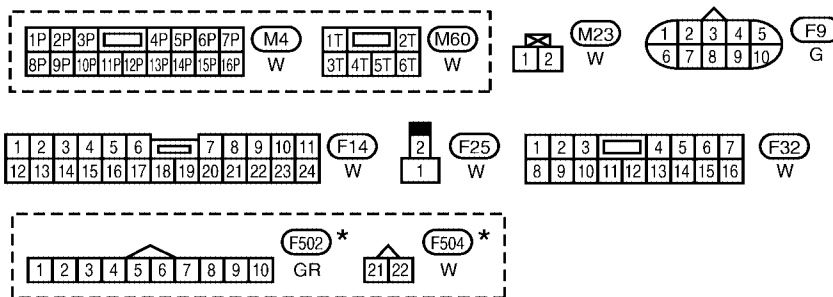 1P 2P 3P 4P 5P 6P 7P M4 1T 2T M60 M23 1 2 3 4 5 F9
8P 9P 10P 11P 12P 13P 14P 15P 16P W 3T 4T 5T 6T W 1 2 W 6 7 8 9 10 G
1 2 3 4 5 6 7 8 9 10 11 F14 2 F25 1 2 3 4 5 6 7 F32
12 13 14 15 16 17 18 19 20 21 22 23 24 W 1 W 8 9 10 11 12 13 14 15 16 W
F502 * F504 *
1 2 3 4 5 6 7 8 9 10 GR 21 22 W